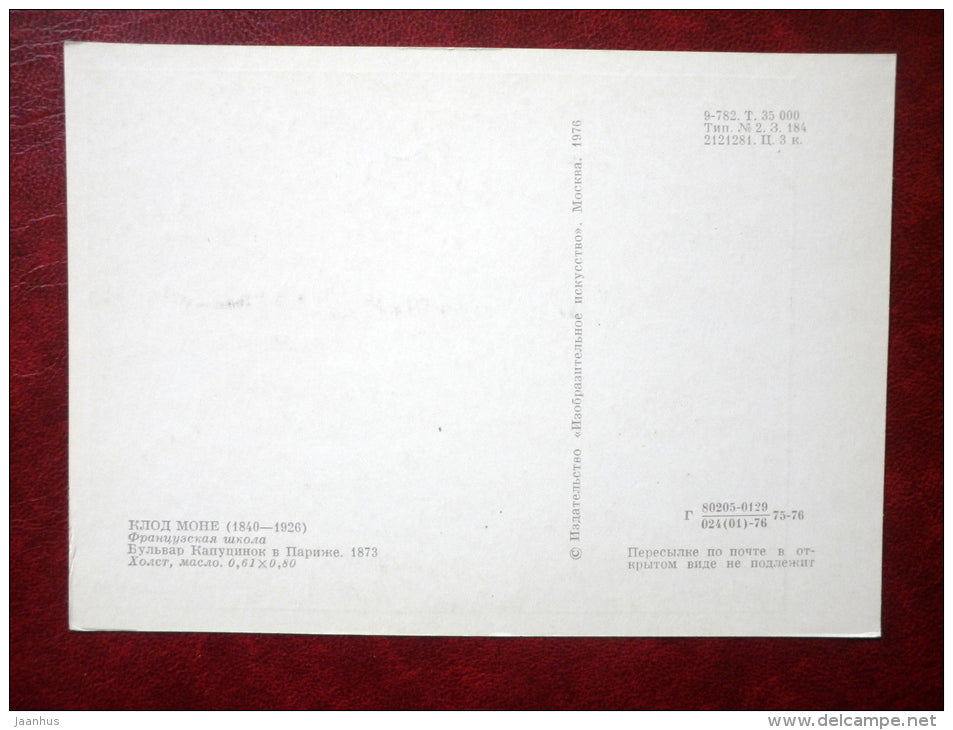 9-782. Т. 35 000
Тип. № 2. З. 184
2121281. Ц. 3 к.
© Издательство «Изобразительное искусство». Москва. 1976
КЛОД МОНЕ (1840—1926)
Французская школа
Бульвар Капуцинок в Париже. 1873
Холст, масло. 0,61×0,80
Г 80205-0129 75-76
024(01)-76
Пересылке по почте в от-
крытом виде не подлежит
Jaanhus
delcampe.net